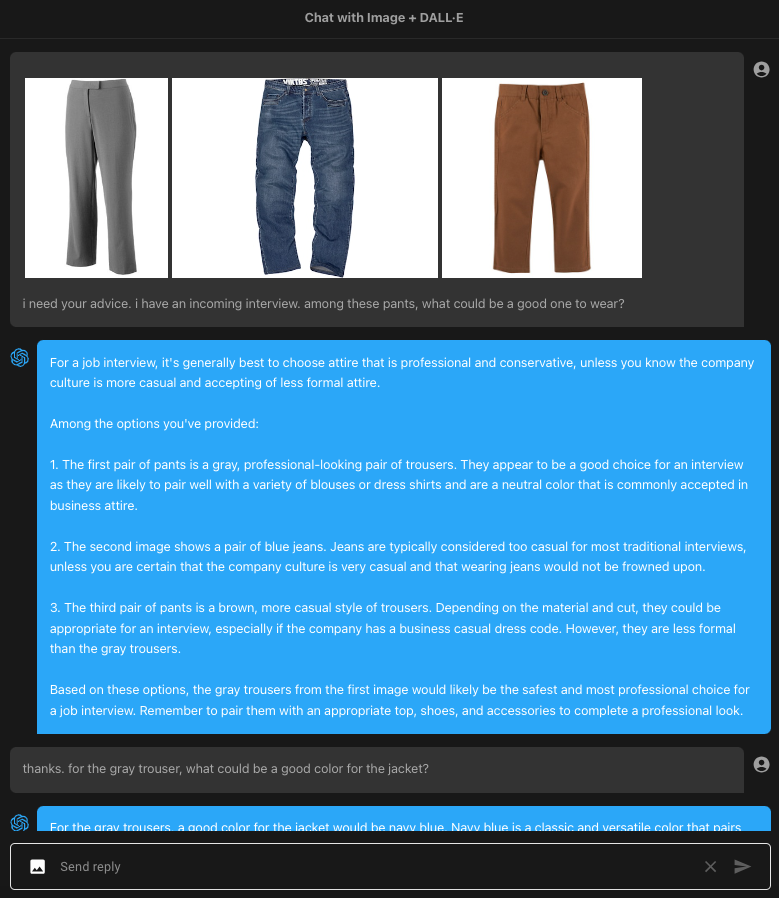 Chat with Image + DALL·E
i need your advice. i have an incoming interview. among these pants, what could be a good one to wear?
For a job interview, it's generally best to choose attire that is professional and conservative, unless you know the company
culture is more casual and accepting of less formal attire.
Among the options you've provided:
1. The first pair of pants is a gray, professional-looking pair of trousers. They appear to be a good choice for an interview
as they are likely to pair well with a variety of blouses or dress shirts and are a neutral color that is commonly accepted in
business attire.
2. The second image shows a pair of blue jeans. Jeans are typically considered too casual for most traditional interviews,
unless you are certain that the company culture is very casual and that wearing jeans would not be frowned upon.
3. The third pair of pants is a brown, more casual style of trousers. Depending on the material and cut, they could be
appropriate for an interview, especially if the company has a business casual dress code. However, they are less formal
than the gray trousers.
Based on these options, the gray trousers from the first image would likely be the safest and most professional choice for
a job interview. Remember to pair them with an appropriate top, shoes, and accessories to complete a professional look.
thanks. for the gray trouser, what could be a good color for the jacket?
For the gray trousers, a good color for the jacket would be navy blue. Navy blue is a classic and versatile color that pairs
Send reply